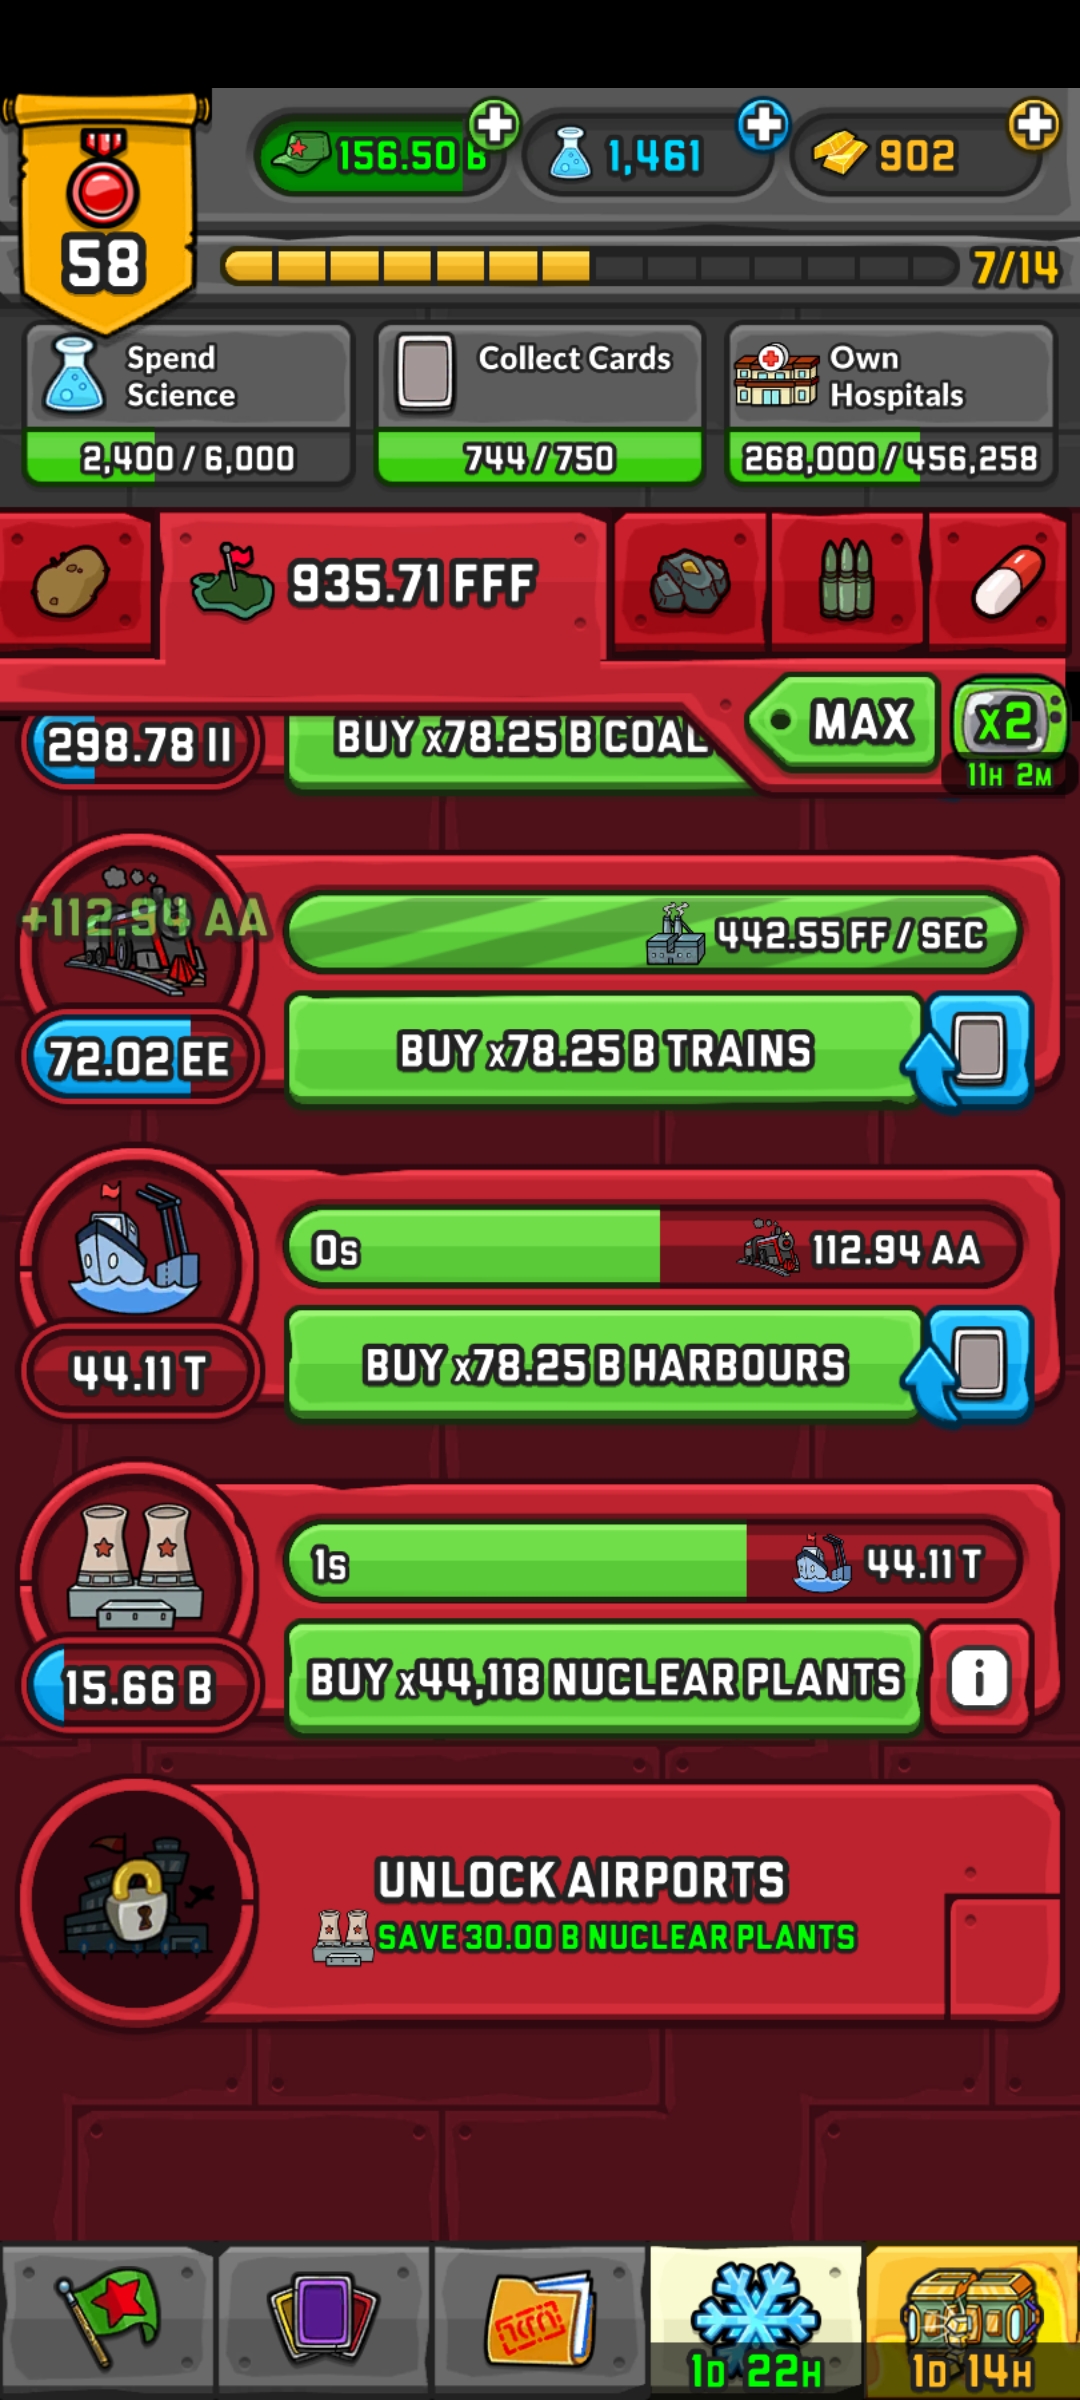 156.50 B
1,461
902
58
7/14
Spend
Science
2,400 / 6,000
Collect Cards
744 / 750
Own
Hospitals
268,000 / 456,258
935.71 FFF
MAX
x2
11H 2M
298.78 II
BUY x78.25 B COAL
+112.94 AA
442.55 FF / SEC
72.02 EE
BUY x78.25 B TRAINS
0s
112.94 AA
44.11 T
BUY x78.25 B HARBOURS
1s
44.11 T
15.66 B
BUY x44,118 NUCLEAR PLANTS
i
UNLOCK AIRPORTS
SAVE 30.00 B NUCLEAR PLANTS
1D 22H
1D 14H